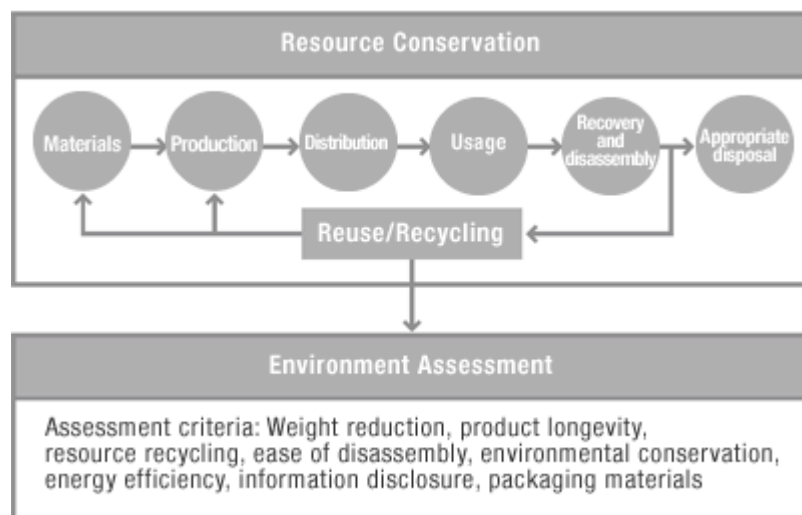 Resource Conservation
Materials
Production
Distribution
Usage
Recovery
and
disassembly
Appropriate
disposal
Reuse/Recycling
Environment Assessment
Assessment criteria: Weight reduction, product longevity,
resource recycling, ease of disassembly, environmental conservation,
energy efficiency, information disclosure, packaging materials